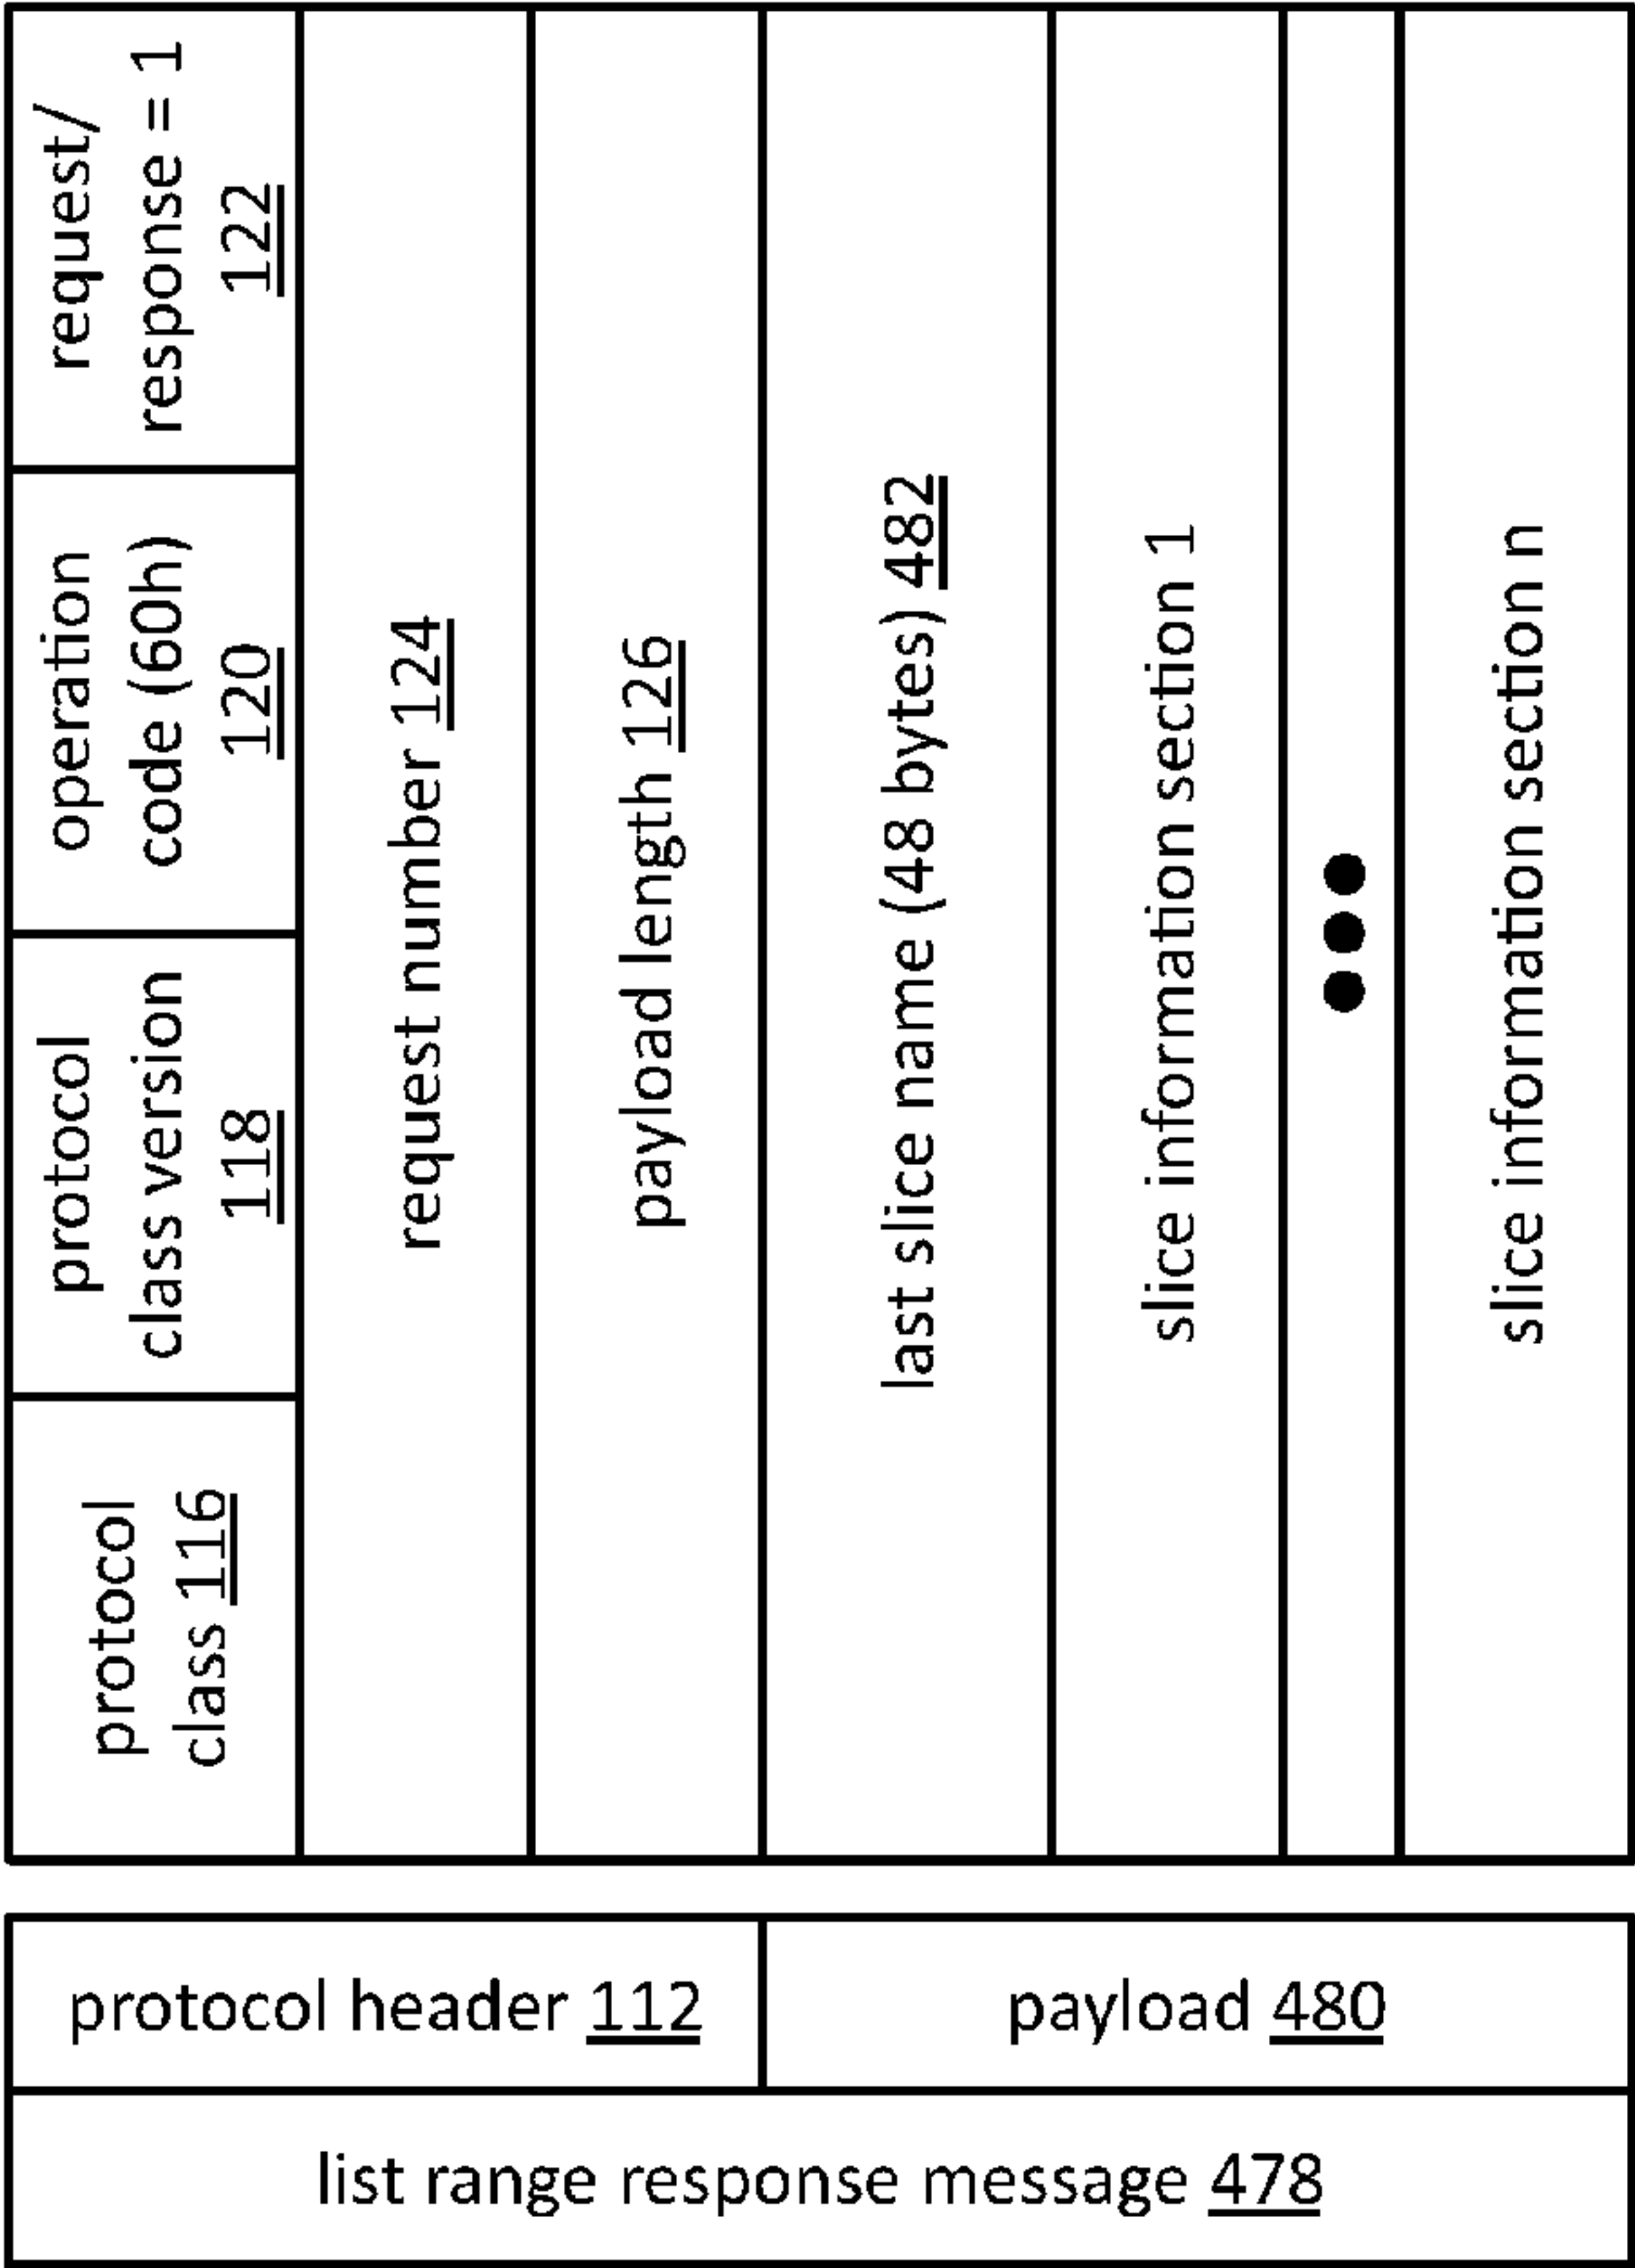 list range response message 478
protocol header 112
payload 480
protocol
class 116
protocol
class version
118
operation
code (60h)
120
request/
response = 1
122
request number 124
payload length 126
last slice name (48 bytes) 482
slice information section 1
slice information section n